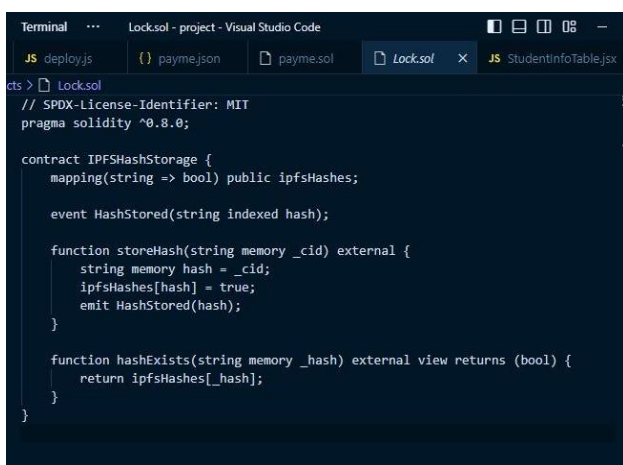 Terminal ··· Lock.sol - project - Visual Studio Code
JS deploy.js {} payme.json payme.sol Lock.sol × JS StudentInfoTable.jsx
cts > Lock.sol
// SPDX-License-Identifier: MIT
pragma solidity ^0.8.0;
contract IPFSHashStorage {
mapping(string => bool) public ipfsHashes;
event HashStored(string indexed hash);
function storeHash(string memory _cid) external {
string memory hash = _cid;
ipfsHashes[hash] = true;
emit HashStored(hash);
}
function hashExists(string memory _hash) external view returns (bool) {
return ipfsHashes[_hash];
}
}